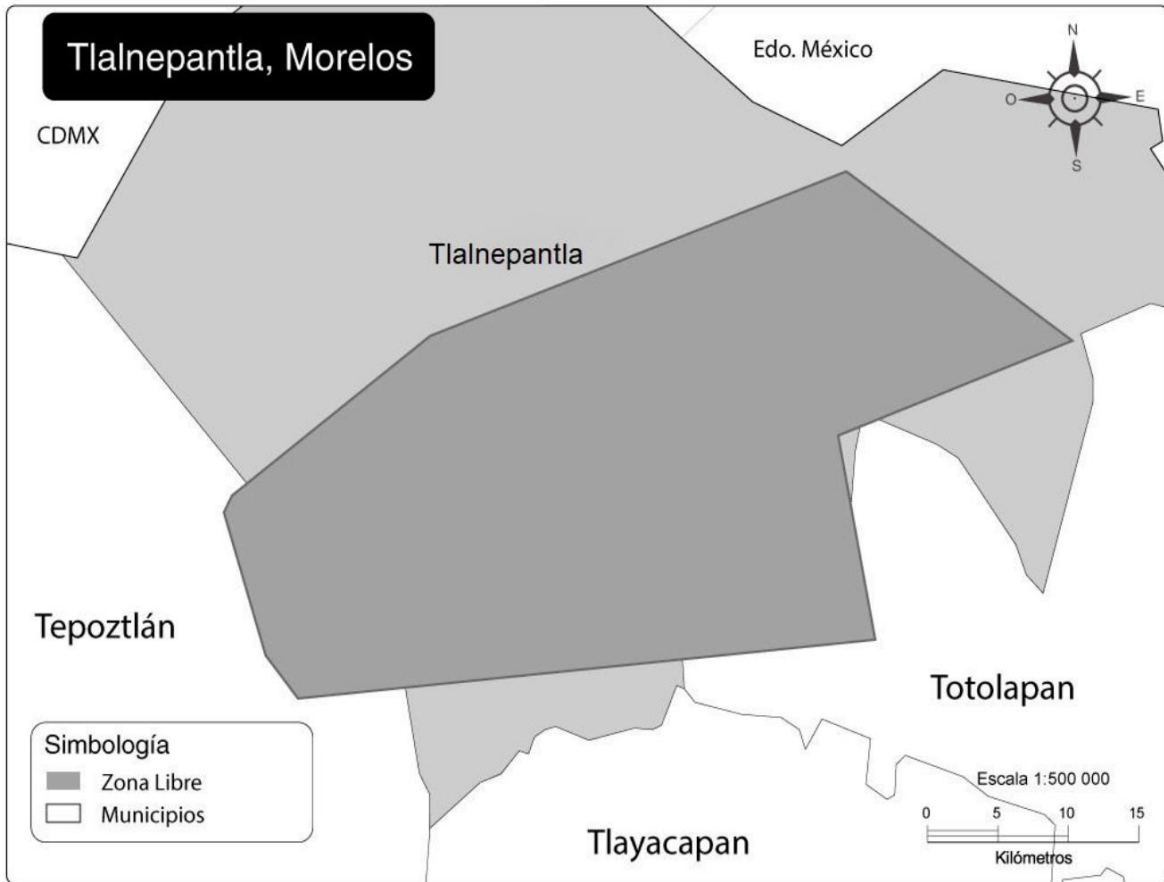 Tlalnepantla, Morelos
Edo. México
N
O
E
S
CDMX
Tlalnepantla
Tepoztlán
Totolapan
Simbología
Zona Libre
Municipios
Escala 1:500 000
0 5 10 15
Kilómetros
Tlayacapan